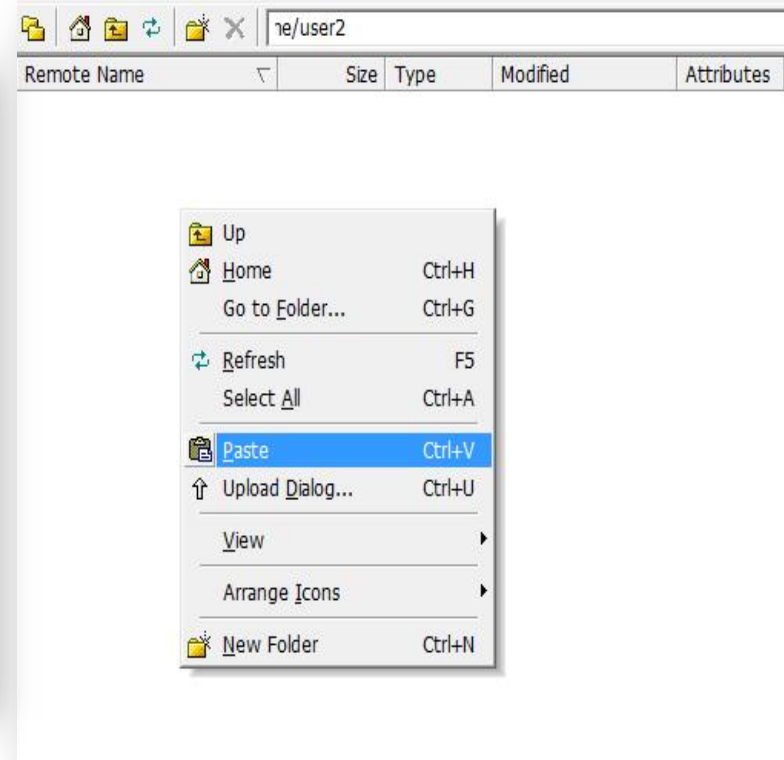 ne/user2
Remote Name Size Type Modified Attributes
Up
Home Ctrl+H
Go to Folder... Ctrl+G
Refresh F5
Select All Ctrl+A
Paste Ctrl+V
Upload Dialog... Ctrl+U
View
Arrange Icons
New Folder Ctrl+N